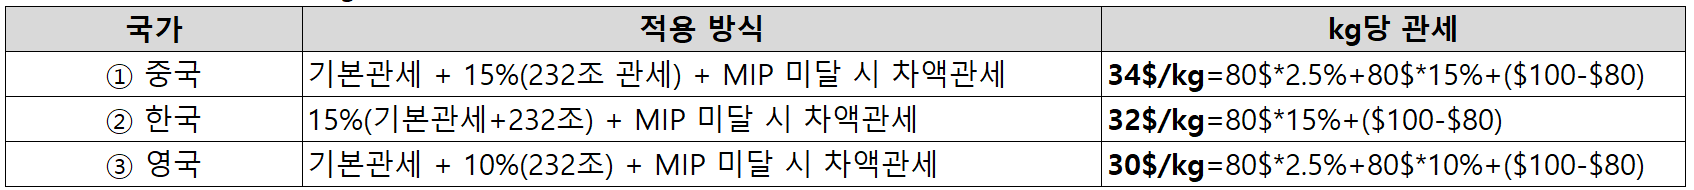 국가 적용 방식 kg당 관세
① 중국 기본관세 + 15%(232조 관세) + MIP 미달 시 차액관세 34$/kg=80$*2.5%+80$*15%+($100-$80)
② 한국 15%(기본관세+232조) + MIP 미달 시 차액관세 32$/kg=80$*15%+($100-$80)
③ 영국 기본관세 + 10%(232조) + MIP 미달 시 차액관세 30$/kg=80$*2.5%+80$*10%+($100-$80)